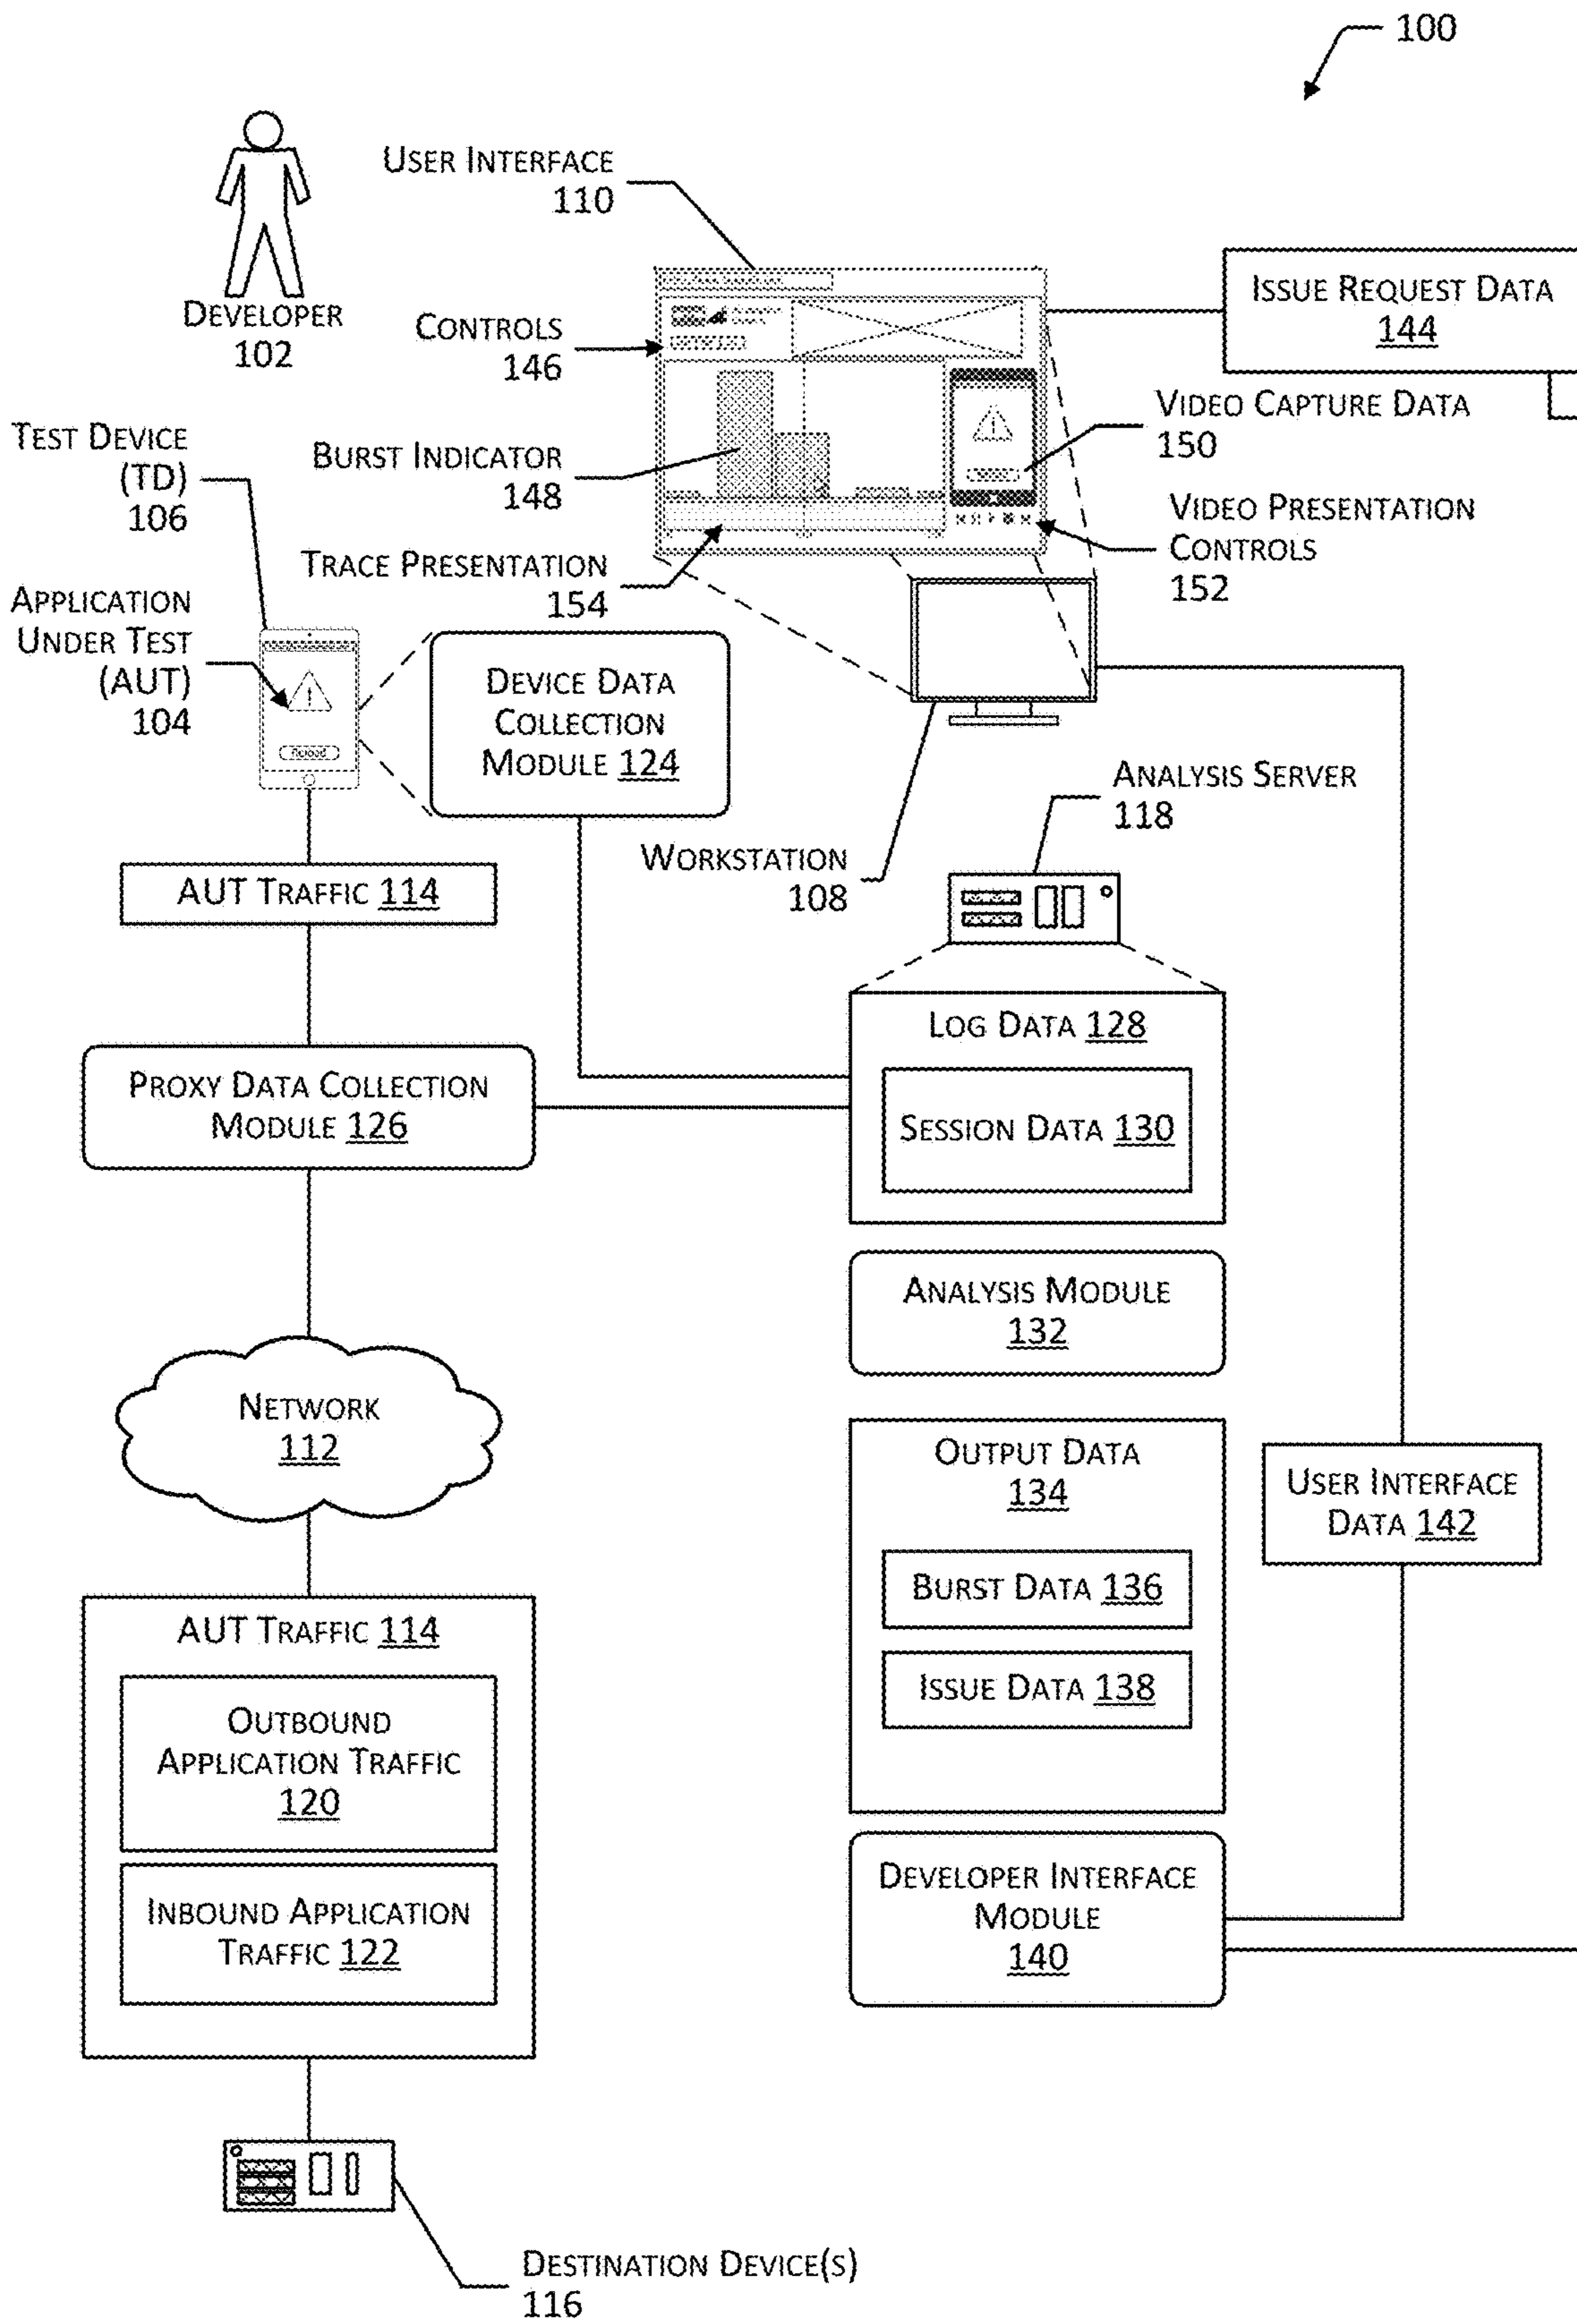 100
USER INTERFACE
110
DEVELOPER
102
ISSUE REQUEST DATA
144
CONTROLS
146
VIDEO CAPTURE DATA
150
TEST DEVICE
(TD)
106
BURST INDICATOR
148
VIDEO PRESENTATION
CONTROLS
152
TRACE PRESENTATION
154
APPLICATION
UNDER TEST
(AUT)
104
Reload
DEVICE DATA
COLLECTION
MODULE 124
ANALYSIS SERVER
118
WORKSTATION
108
AUT TRAFFIC 114
LOG DATA 128
SESSION DATA 130
PROXY DATA COLLECTION
MODULE 126
ANALYSIS MODULE
132
NETWORK
112
OUTPUT DATA
134
BURST DATA 136
ISSUE DATA 138
USER INTERFACE
DATA 142
AUT TRAFFIC 114
OUTBOUND
APPLICATION TRAFFIC
120
INBOUND APPLICATION
TRAFFIC 122
DEVELOPER INTERFACE
MODULE
140
DESTINATION DEVICE(S)
116